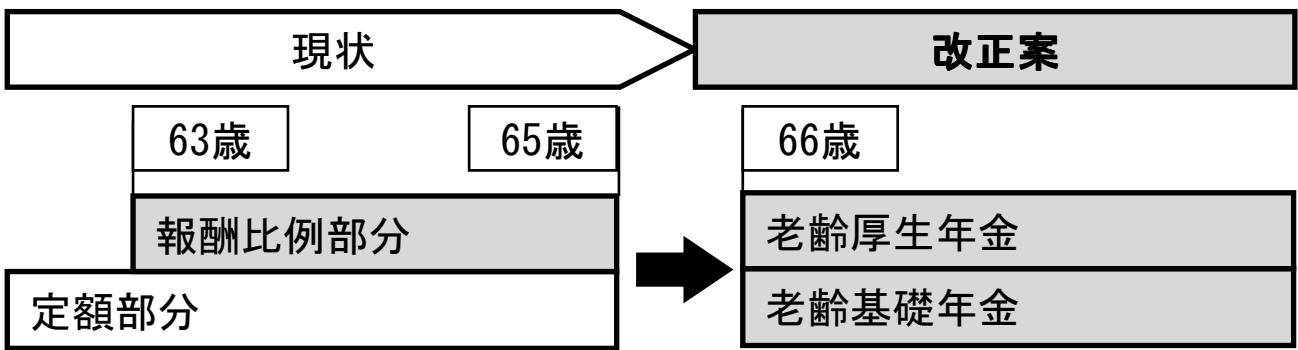 現状
改正案
63歳
65歳
66歳
報酬比例部分
定額部分
老齢厚生年金
老齢基礎年金